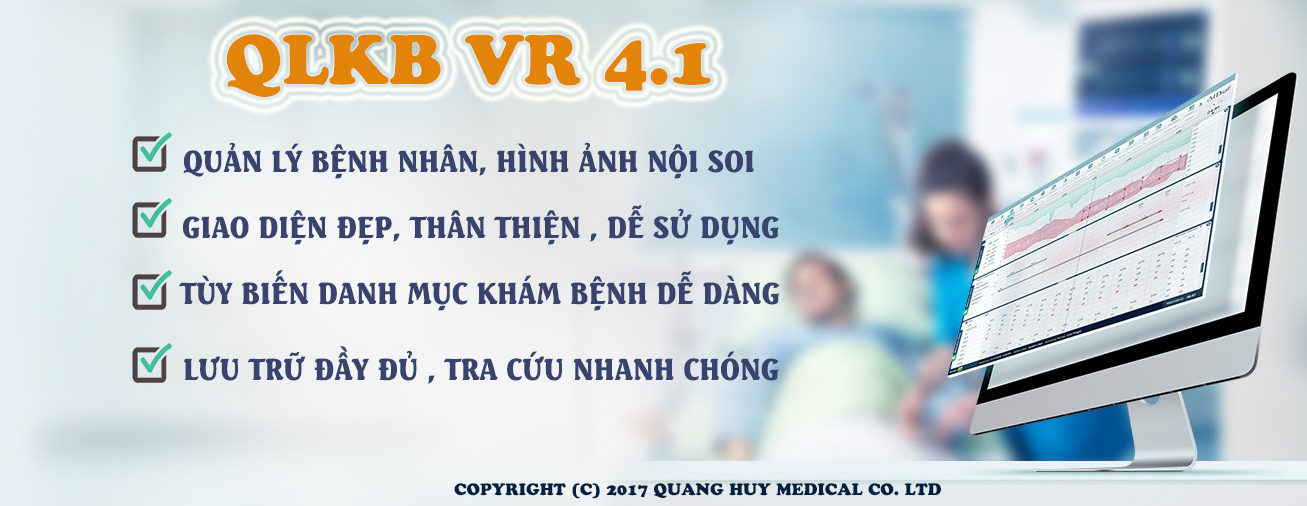 QLKB VR 4.1
QUẢN LÝ BỆNH NHÂN, HÌNH ẢNH NỘI SOI
GIAO DIỆN ĐẸP, THÂN THIỆN , DỄ SỬ DỤNG
TÙY BIẾN DANH MỤC KHÁM BỆNH DỄ DÀNG
LƯU TRỮ ĐẦY ĐỦ , TRA CỨU NHANH CHÓNG
COPYRIGHT (C) 2017 QUANG HUY MEDICAL CO. LTD